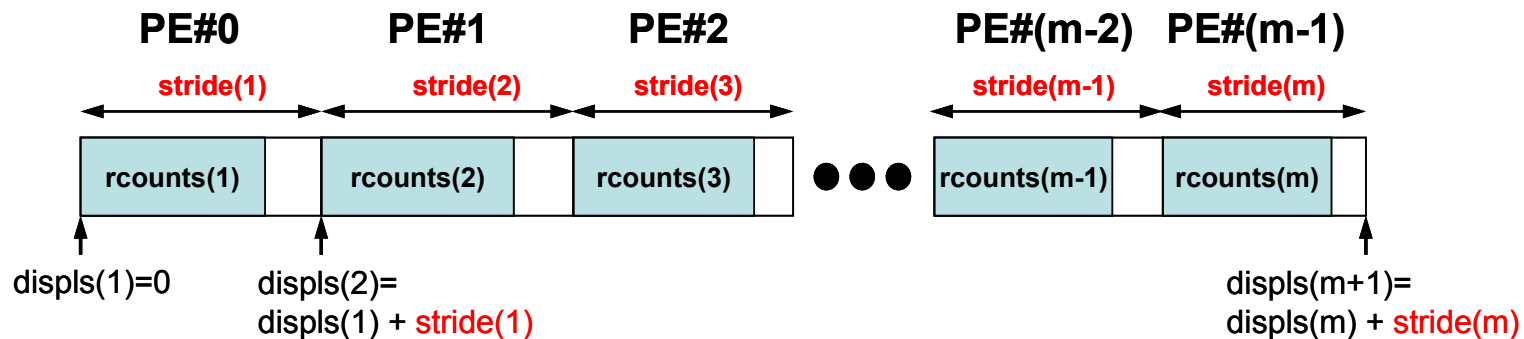 PE#0 PE#1 PE#2 PE#(m-2) PE#(m-1)
stride(1) stride(2) stride(3) stride(m-1) stride(m)
rcounts(1) rcounts(2) rcounts(3) rcounts(m-1) rcounts(m)
displs(1)=0
displs(2)=
displs(1) + stride(1)
displs(m+1)=
displs(m) + stride(m)